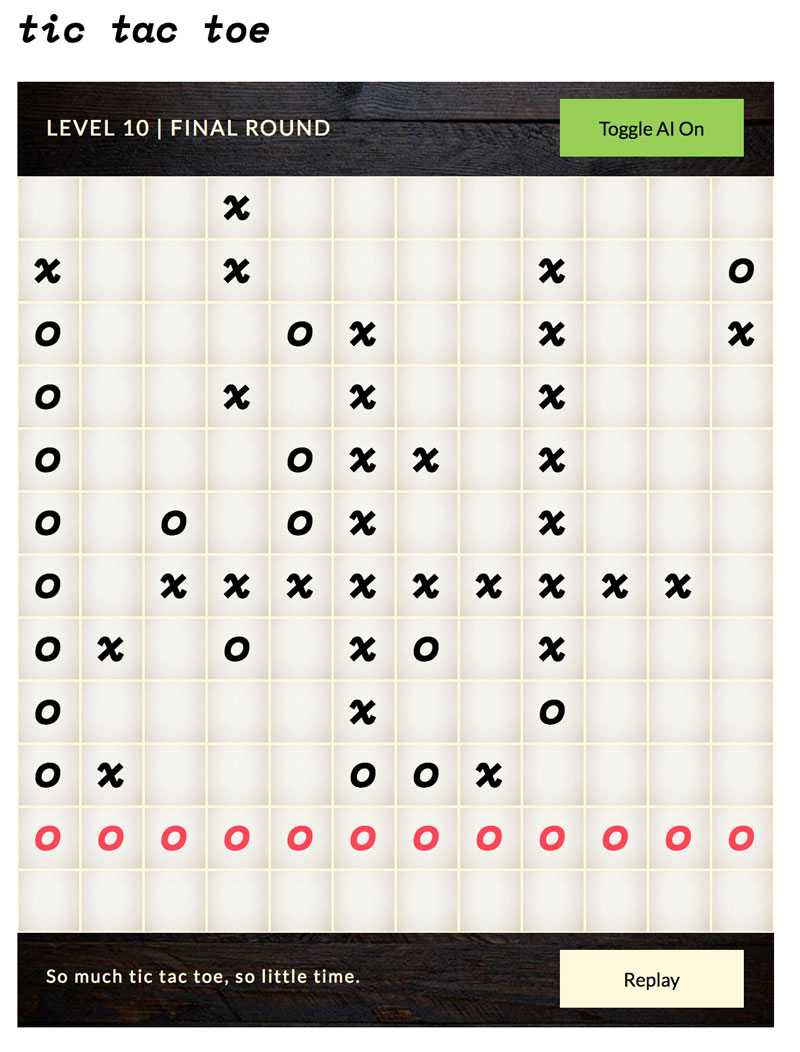 tic tac toe
LEVEL 10 | FINAL ROUND
Toggle AI On
x
x x x o
o o x x x
o x x x
o o x x x
o o o x x
o x x x x x x x x x
o x o x o x
o x o
o x o o x
o o o o o o o o o o o o
So much tic tac toe, so little time.
Replay